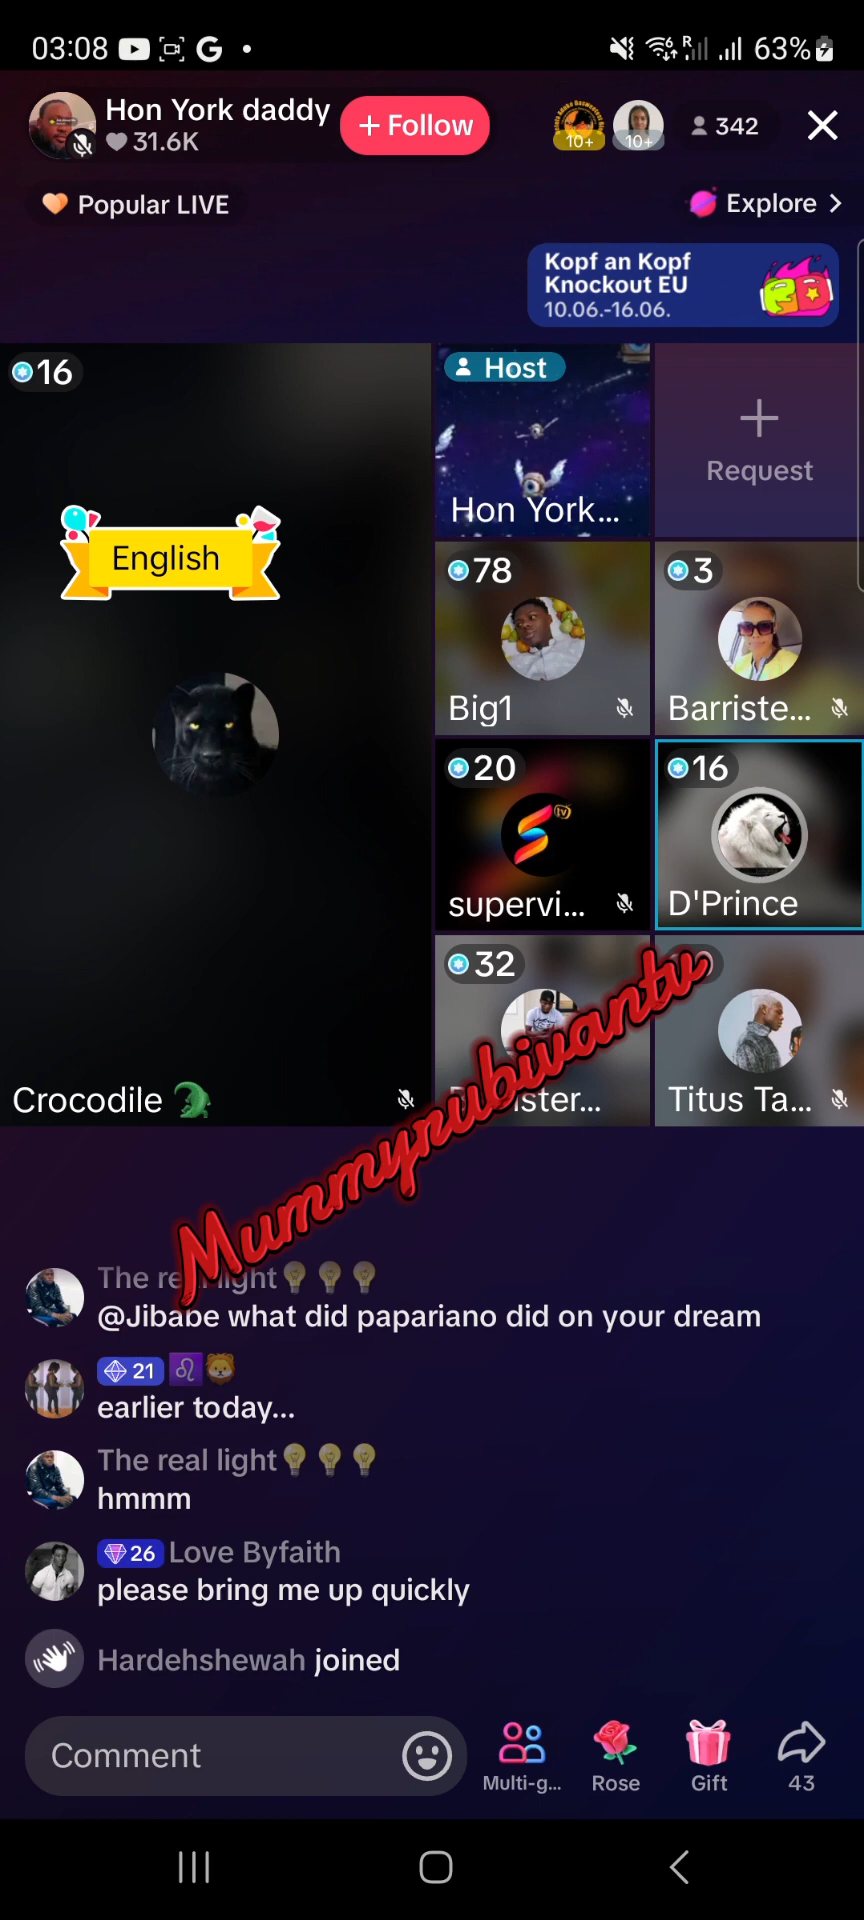 03:08
G
R
63%
Hon York daddy
31.6K
+ Follow
10+
10+
342
Popular LIVE
Explore
Kopf an Kopf
Knockout EU
10.06.-16.06.
16
Host
Hon York...
Request
English
78
Big1
3
Barriste...
20
tv
supervi...
16
D'Prince
32
Crocodile
Titus Ta...
Mummyrubivantv
The real light
@Jibabe what did papariano did on your dream
21
earlier today...
The real light
hmmm
26 Love Byfaith
please bring me up quickly
Hardehshewah joined
Comment
Multi-g...
Rose
Gift
43